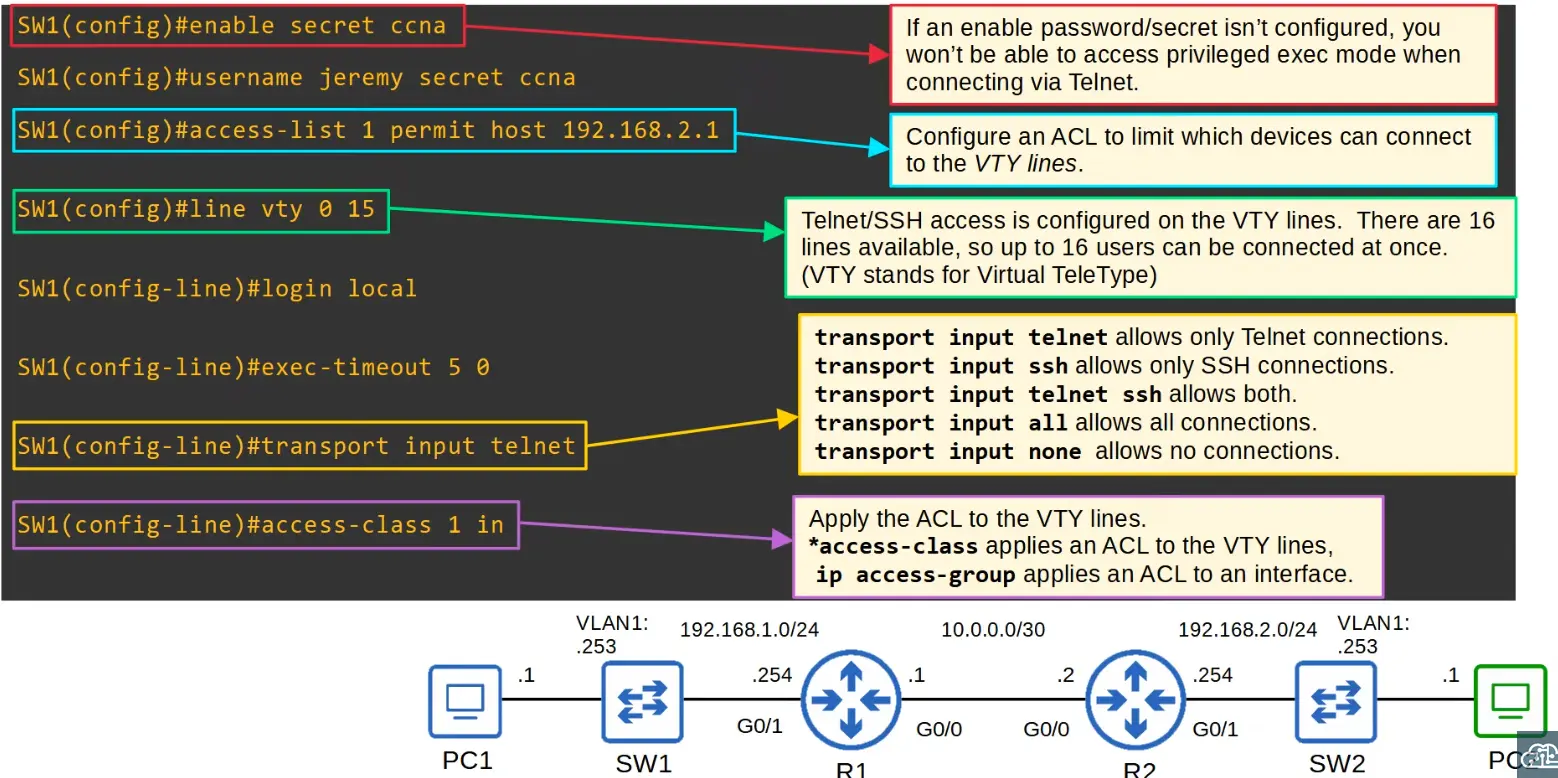 SW1(config)#enable secret ccna
If an enable password/secret isn’t configured, you
won’t be able to access privileged exec mode when
connecting via Telnet.
SW1(config)#username jeremy secret ccna
SW1(config)#access-list 1 permit host 192.168.2.1
Configure an ACL to limit which devices can connect
to the VTY lines.
SW1(config)#line vty 0 15
Telnet/SSH access is configured on the VTY lines.  There are 16
lines available, so up to 16 users can be connected at once.
(VTY stands for Virtual TeleType)
SW1(config-line)#login local
SW1(config-line)#exec-timeout 5 0
SW1(config-line)#transport input telnet
transport input telnet allows only Telnet connections.
transport input ssh allows only SSH connections.
transport input telnet ssh allows both.
transport input all allows all connections.
transport input none allows no connections.
SW1(config-line)#access-class 1 in
Apply the ACL to the VTY lines.
*access-class applies an ACL to the VTY lines,
ip access-group applies an ACL to an interface.
VLAN1:
.253
192.168.1.0/24
10.0.0.0/30
192.168.2.0/24
VLAN1:
.253
.1
.254
.1
.2
.254
.1
G0/1
G0/0
G0/0
G0/1
PC1
SW1
R1
R2
SW2